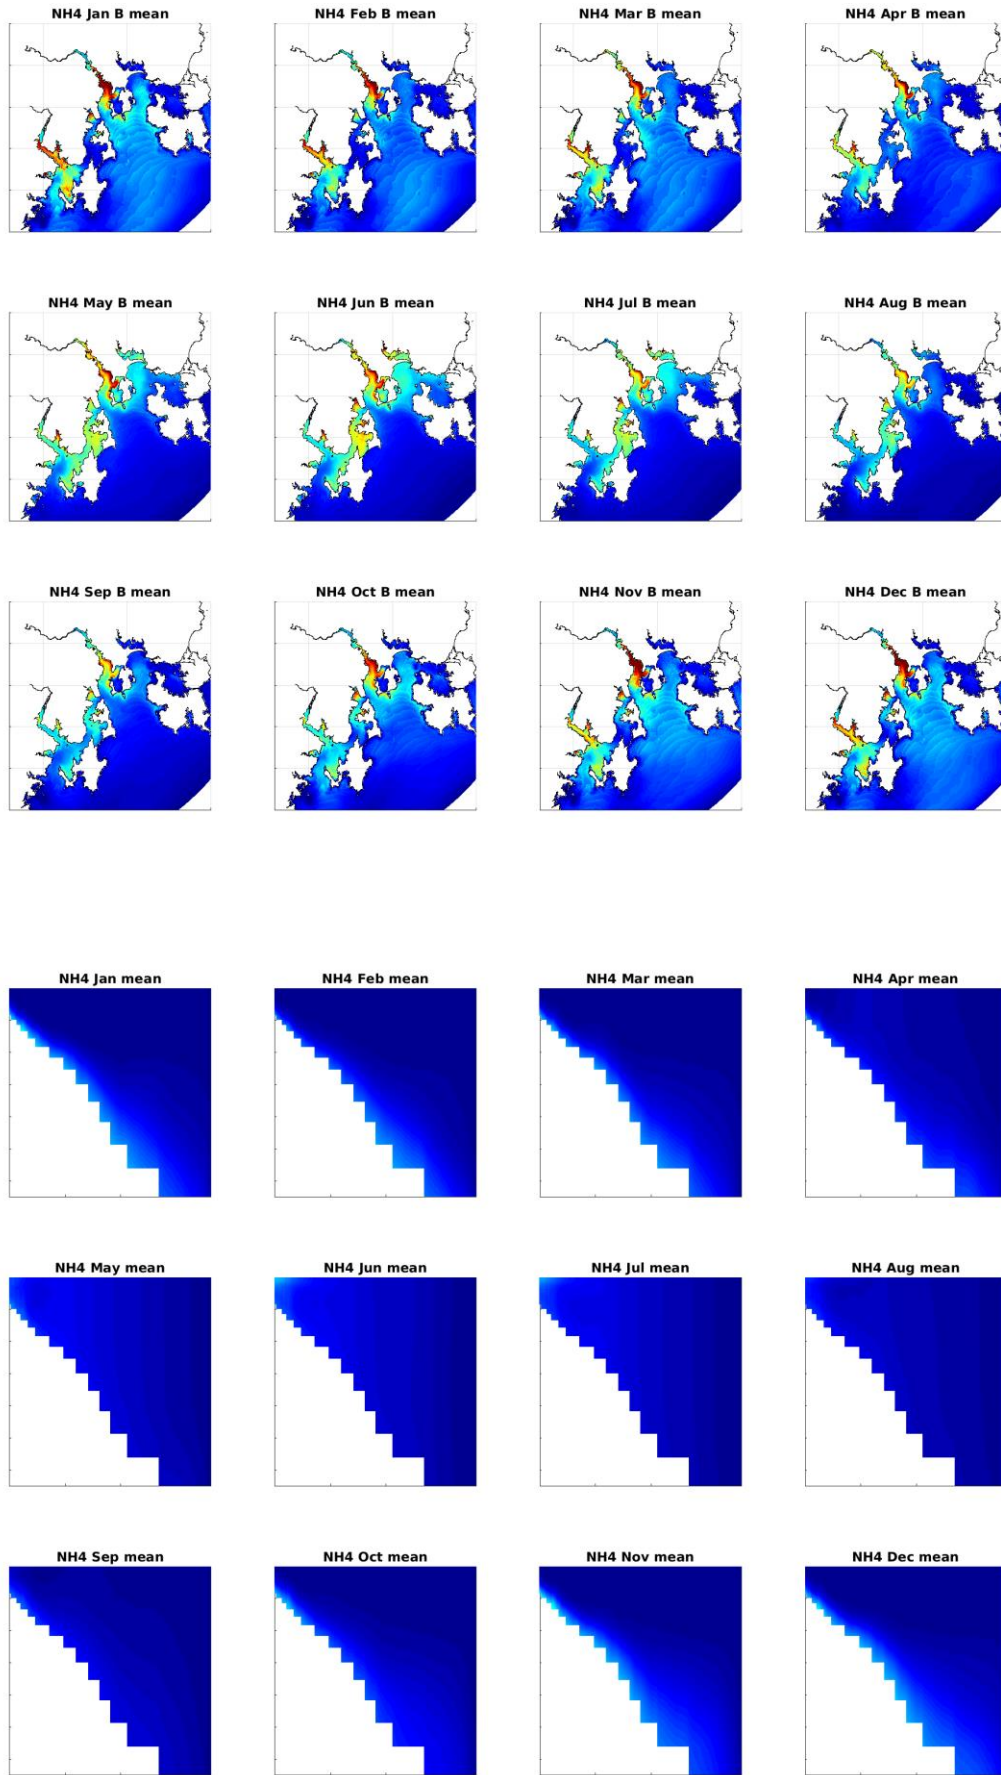 NH4 Jan B mean
NH4 Feb B mean
NH4 Mar B mean
NH4 Apr B mean
NH4 May B mean
NH4 Jun B mean
NH4 Jul B mean
NH4 Aug B mean
NH4 Sep B mean
NH4 Oct B mean
NH4 Nov B mean
NH4 Dec B mean
NH4 Jan mean
NH4 Feb mean
NH4 Mar mean
NH4 Apr mean
NH4 May mean
NH4 Jun mean
NH4 Jul mean
NH4 Aug mean
NH4 Sep mean
NH4 Oct mean
NH4 Nov mean
NH4 Dec mean